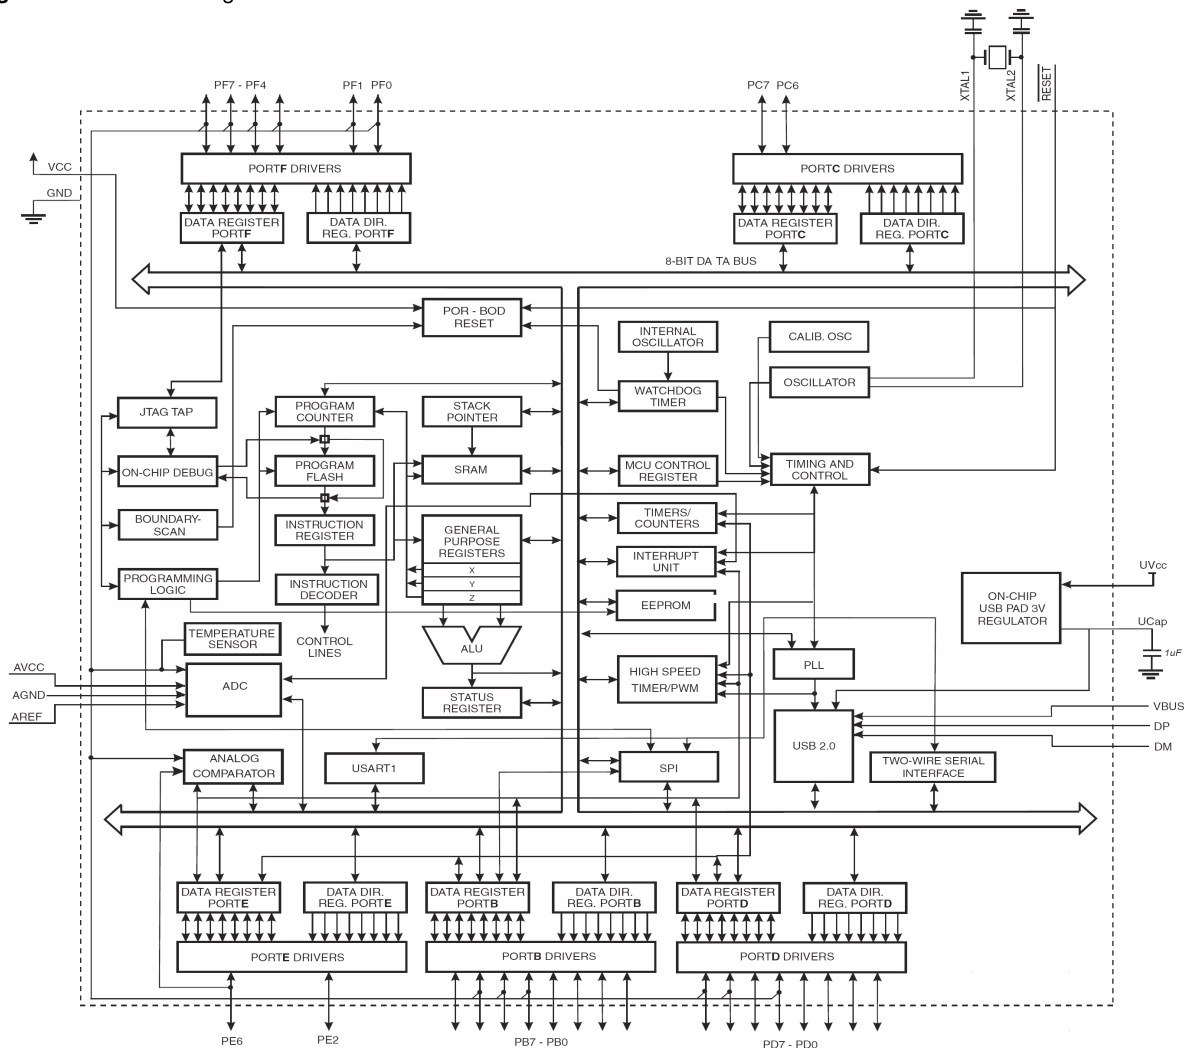 XTAL1
XTAL2
RESET
PF7 - PF4
PF1
PF0
PC7
PC6
VCC
GND
PORTF DRIVERS
PORTC DRIVERS
DATA REGISTER
PORTF
DATA DIR.
REG. PORTF
DATA REGISTER
PORTC
DATA DIR.
REG. PORTC
8-BIT DA TA BUS
POR - BOD
RESET
INTERNAL
OSCILLATOR
CALIB. OSC
WATCHDOG
TIMER
OSCILLATOR
JTAG TAP
PROGRAM
COUNTER
STACK
POINTER
ON-CHIP DEBUG
PROGRAM
FLASH
SRAM
MCU CONTROL
REGISTER
TIMING AND
CONTROL
BOUNDARY-
SCAN
INSTRUCTION
REGISTER
GENERAL
PURPOSE
REGISTERS
X
Y
Z
TIMERS/
COUNTERS
INTERRUPT
UNIT
PROGRAMMING
LOGIC
INSTRUCTION
DECODER
EEPROM
ON-CHIP
USB PAD 3V
REGULATOR
UVcc
UCap
1uF
TEMPERATURE
SENSOR
CONTROL
LINES
ALU
AVCC
AGND
AREF
ADC
STATUS
REGISTER
HIGH SPEED
TIMER/PWM
PLL
VBUS
DP
DM
USB 2.0
ANALOG
COMPARATOR
USART1
SPI
TWO-WIRE SERIAL
INTERFACE
DATA REGISTER
PORTE
DATA DIR.
REG. PORTE
DATA REGISTER
PORTB
DATA DIR.
REG. PORTB
DATA REGISTER
PORTD
DATA DIR.
REG. PORTD
PORTE DRIVERS
PORTB DRIVERS
PORTD DRIVERS
PE6
PE2
PB7 - PB0
PD7 - PD0